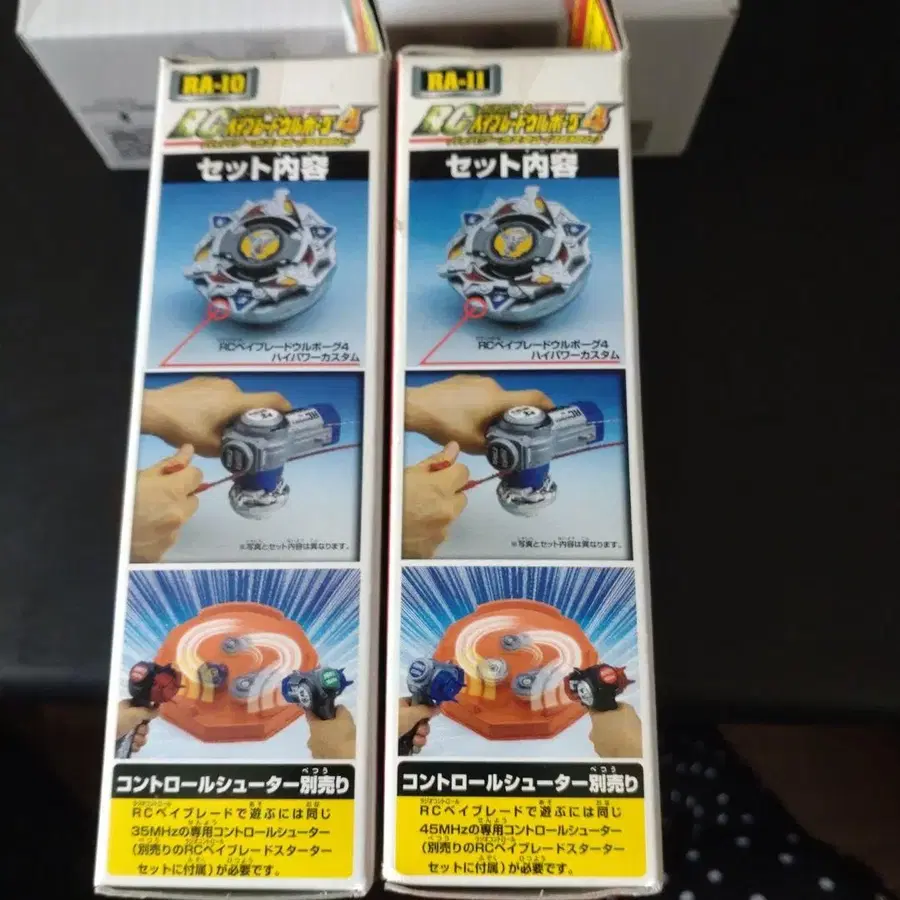 RA-10
RC ベイブレードウルボーグ4
セット内容
RCベイブレードウルボーグ4
ハイパワーカスタム
※写真とセット内容は異なります。
コントロールシューター別売り
べつう
RCベイブレードで遊ぶには同じ
35MHzの専用コントロールシューター
(別売りのRCベイブレードスターター
セットに付属)が必要です。
RA-11
RC ベイブレードウルボーグ4
セット内容
RCベイブレードウルボーグ4
ハイパワーカスタム
※写真とセット内容は異なります。
コントロールシューター別売り
べつう
RCベイブレードで遊ぶには同じ
45MHzの専用コントロールシューター
(別売りのRCベイブレードスターター
セットに付属)が必要です。